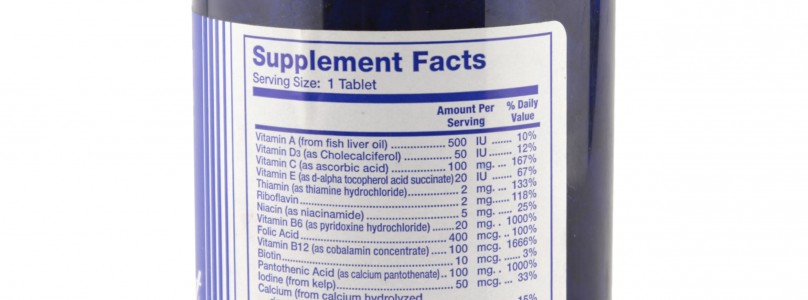 Supplement Facts
Serving Size: 1 Tablet
Amount Per Serving
% Daily Value
Vitamin A (from fish liver oil) .............. 500 IU ...... 10%
Vitamin D3 (as Cholecalciferol) ............ 50 IU ...... 12%
Vitamin C (as ascorbic acid) ................ 100 mg. ... 167%
Vitamin E (as d-alpha tocopherol acid succinate) 20 IU ...... 67%
Thiamin (as thiamine hydrochloride) ........ 2 mg. ... 133%
Riboflavin ........................................ 2 mg. ... 118%
Niacin (as niacinamide) ...................... 5 mg. ... 25%
Vitamin B6 (as pyridoxine hydrochloride) .... 20 mg. . 1000%
Folic Acid ........................................ 400 mcg. .. 100%
Vitamin B12 (as cobalamin concentrate) .... 100 mcg. 1666%
Biotin .............................................. 10 mcg. .... 3%
Pantothenic Acid (as calcium pantothenate) .. 100 mg. . 1000%
Iodine (from kelp) .............................. 50 mcg. ... 33%
Calcium (from calcium hydrolyzed
15%